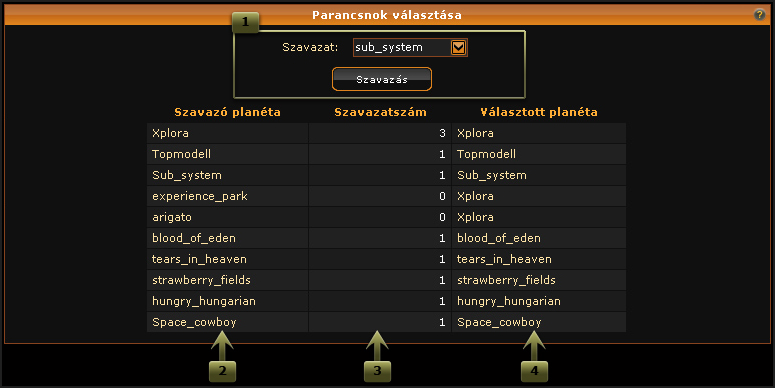 Parancsnok választása ?
1
Szavazat: sub_system
Szavazás
Szavazó planéta Szavazatszám Választott planéta
Xplora 3 Xplora
Topmodell 1 Topmodell
Sub_system 1 Sub_system
experience_park 0 Xplora
arigato 0 Xplora
blood_of_eden 1 blood_of_eden
tears_in_heaven 1 tears_in_heaven
strawberry_fields 1 strawberry_fields
hungry_hungarian 1 hungry_hungarian
Space_cowboy 1 Space_cowboy
2 3 4